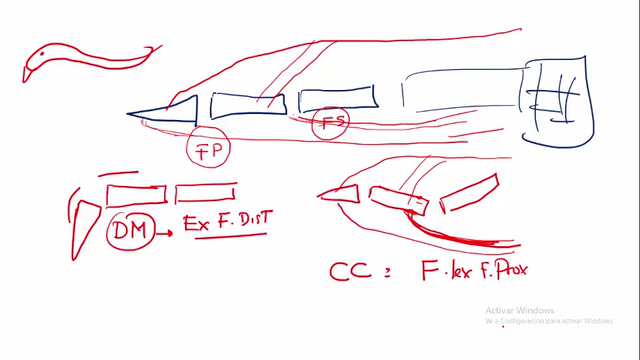 FS
FP
DM → Ex F. DIST
CC : F. lex F. Prox
Activar Windows
Ve a Configuración para activar Windows.